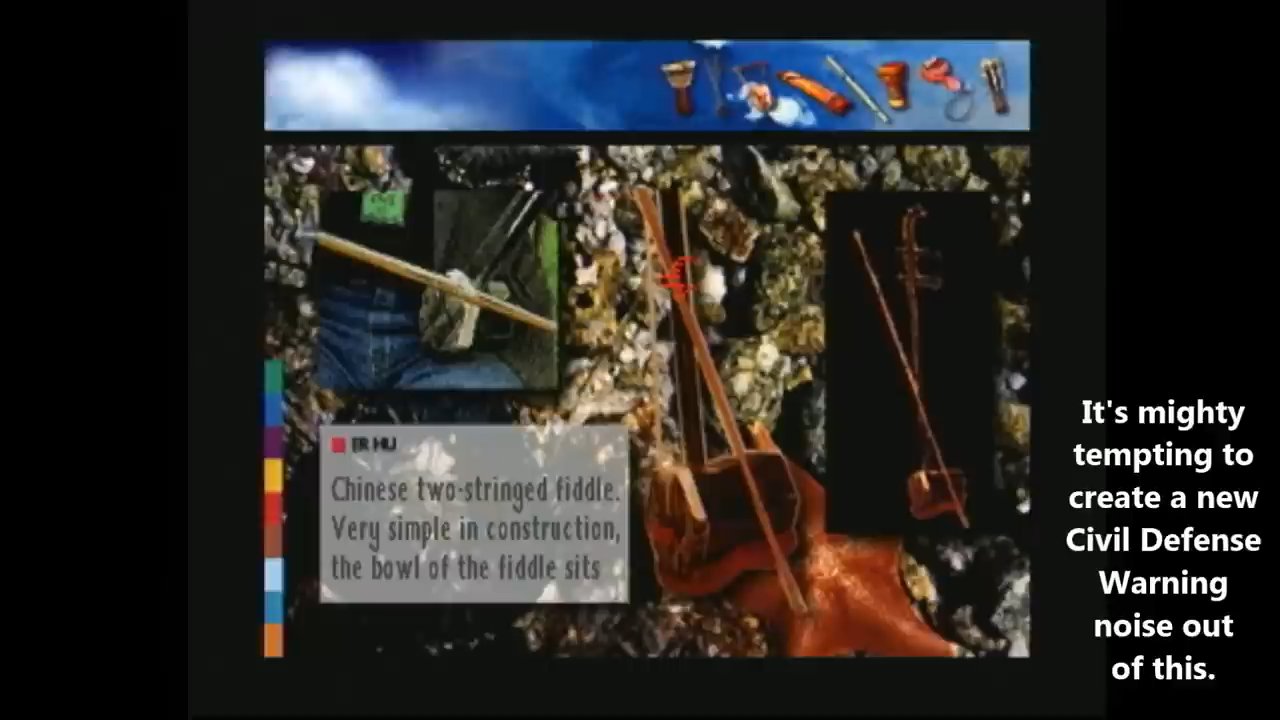 ER HU
Chinese two-stringed fiddle.
Very simple in construction,
the bowl of the fiddle sits
It's mighty
tempting to
create a new
Civil Defense
Warning
noise out
of this.